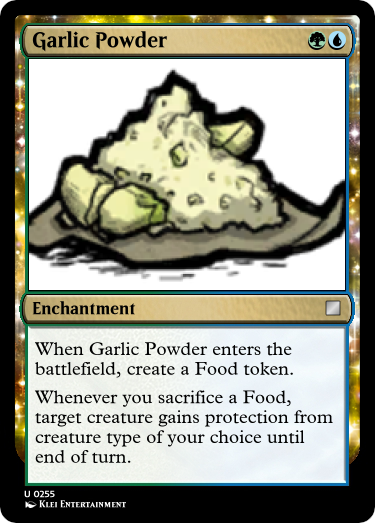 Garlic Powder
Enchantment
When Garlic Powder enters the
battlefield, create a Food token.
Whenever you sacrifice a Food,
target creature gains protection from
creature type of your choice until
end of turn.
U 0255
Klei Entertainment